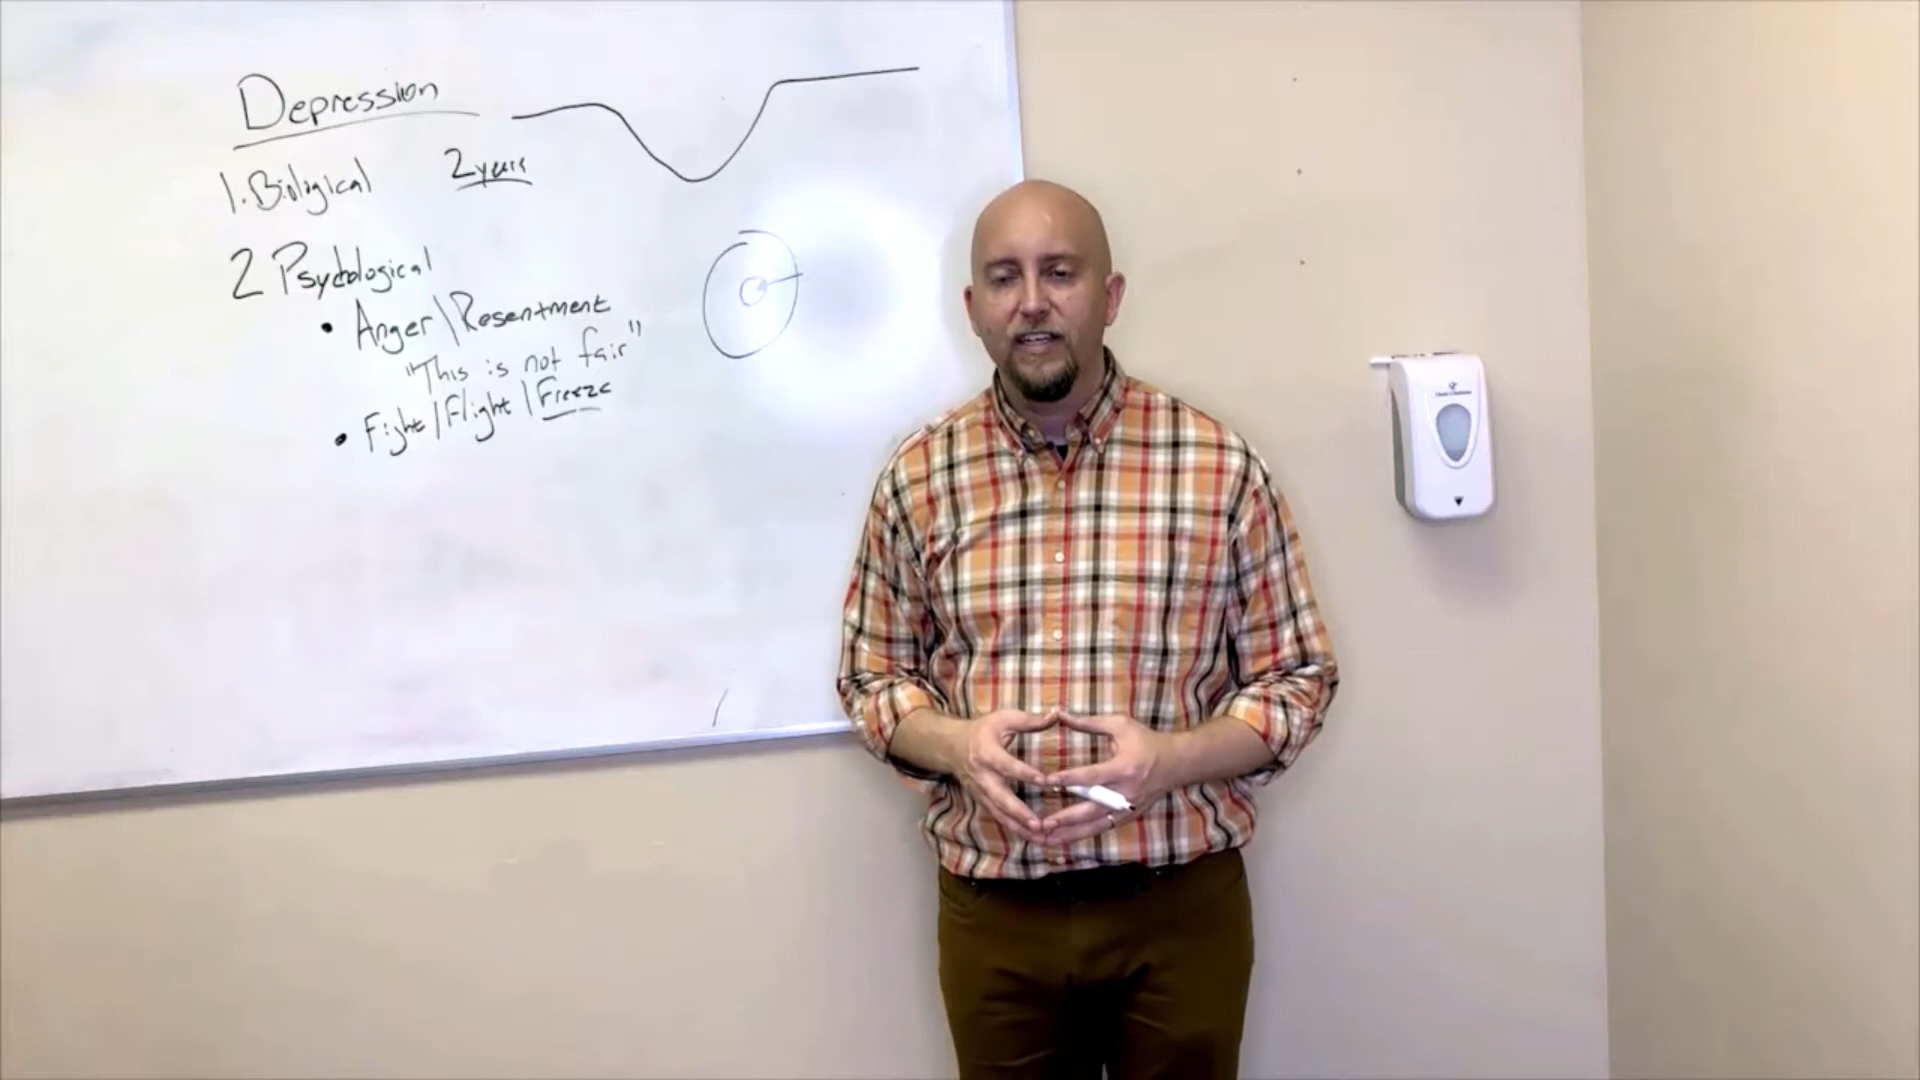 Depression
1. Biological 2 years
2 Psychological
• Anger\Resentment
"This is not fair"
• Fight/Flight/Freeze